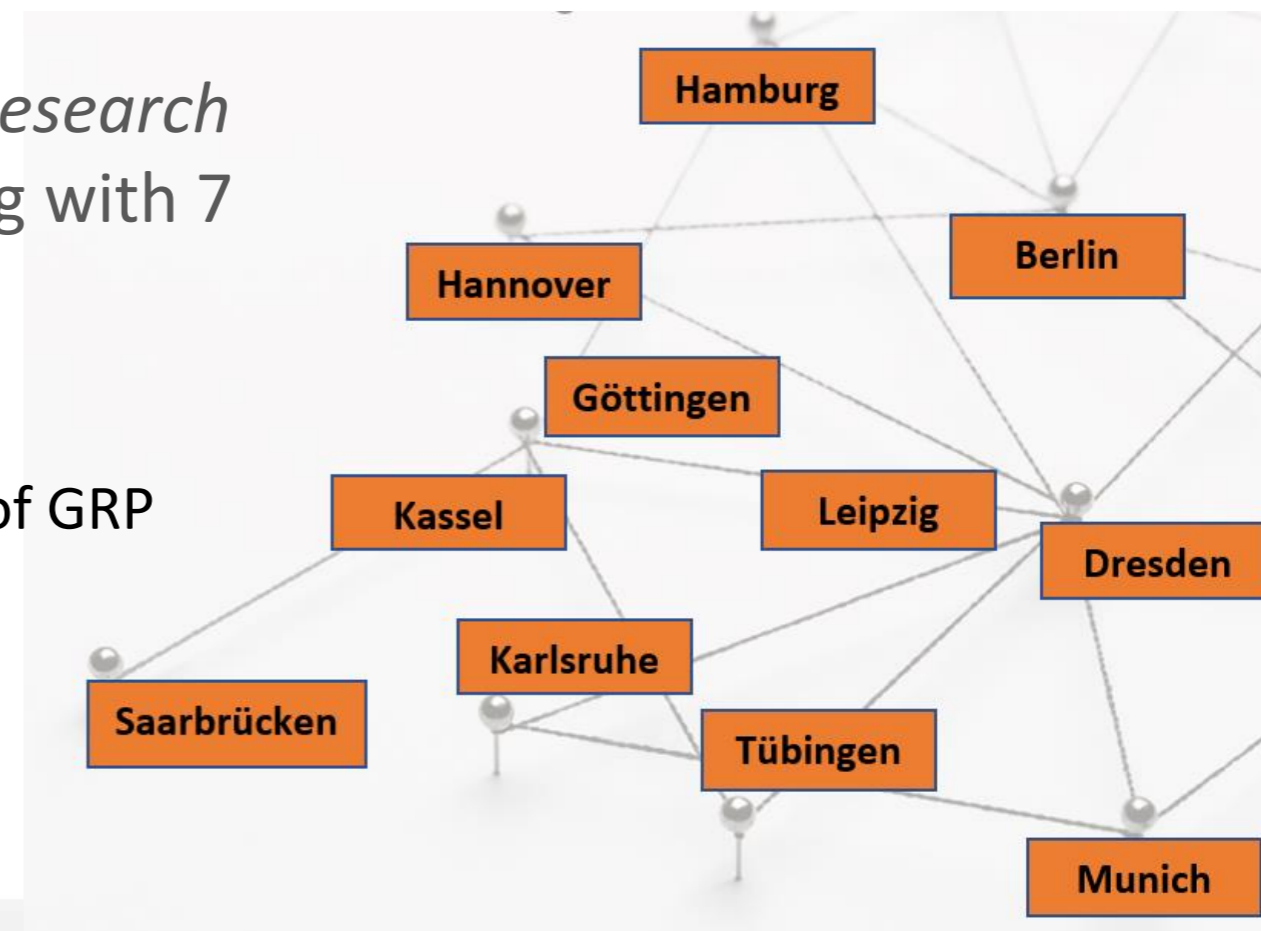 esearch
g with 7
of GRP
Hamburg
Berlin
Hannover
Göttingen
Kassel
Leipzig
Dresden
Karlsruhe
Saarbrücken
Tübingen
Munich